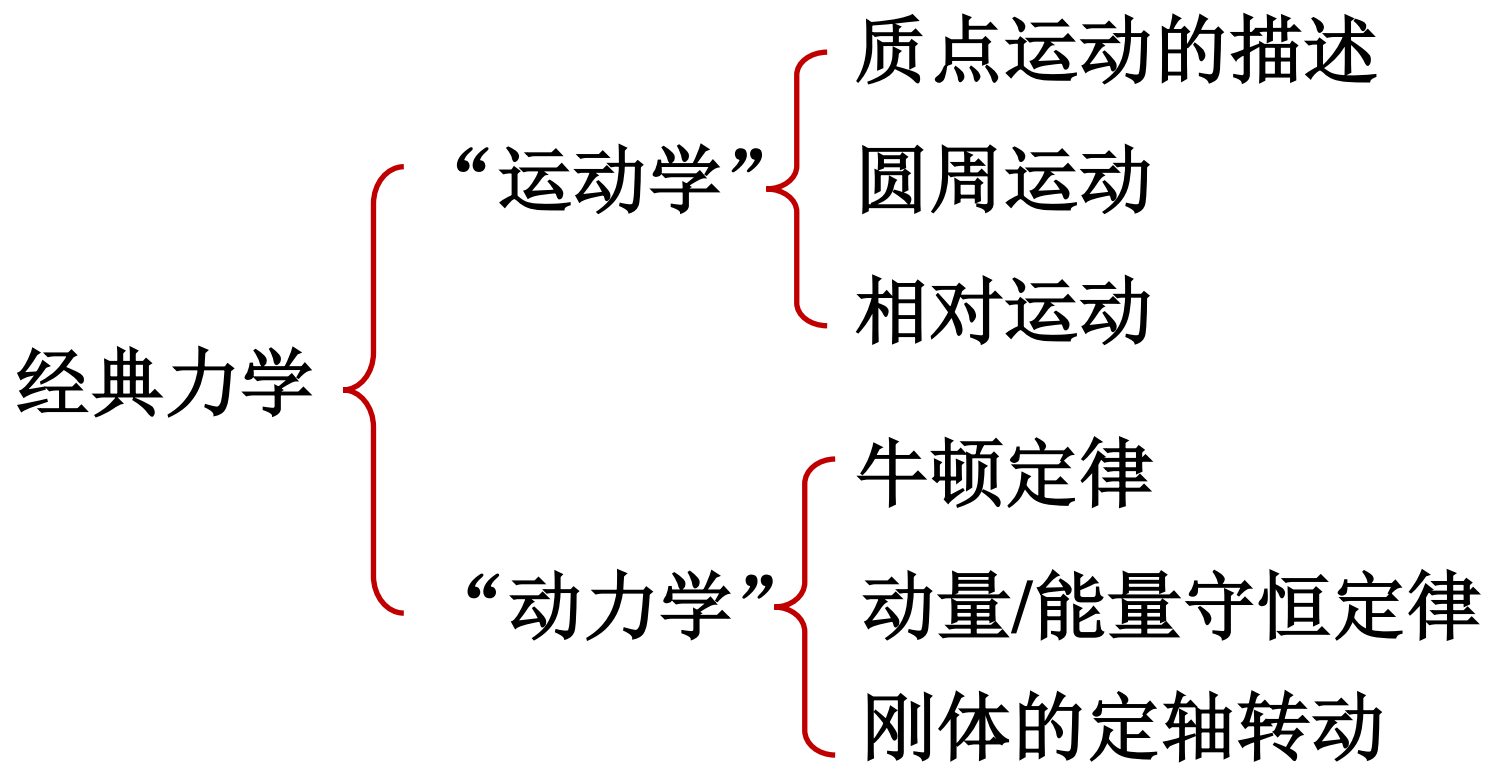 经典力学
“运动学”
质点运动的描述
圆周运动
相对运动
“动力学”
牛顿定律
动量/能量守恒定律
刚体的定轴转动